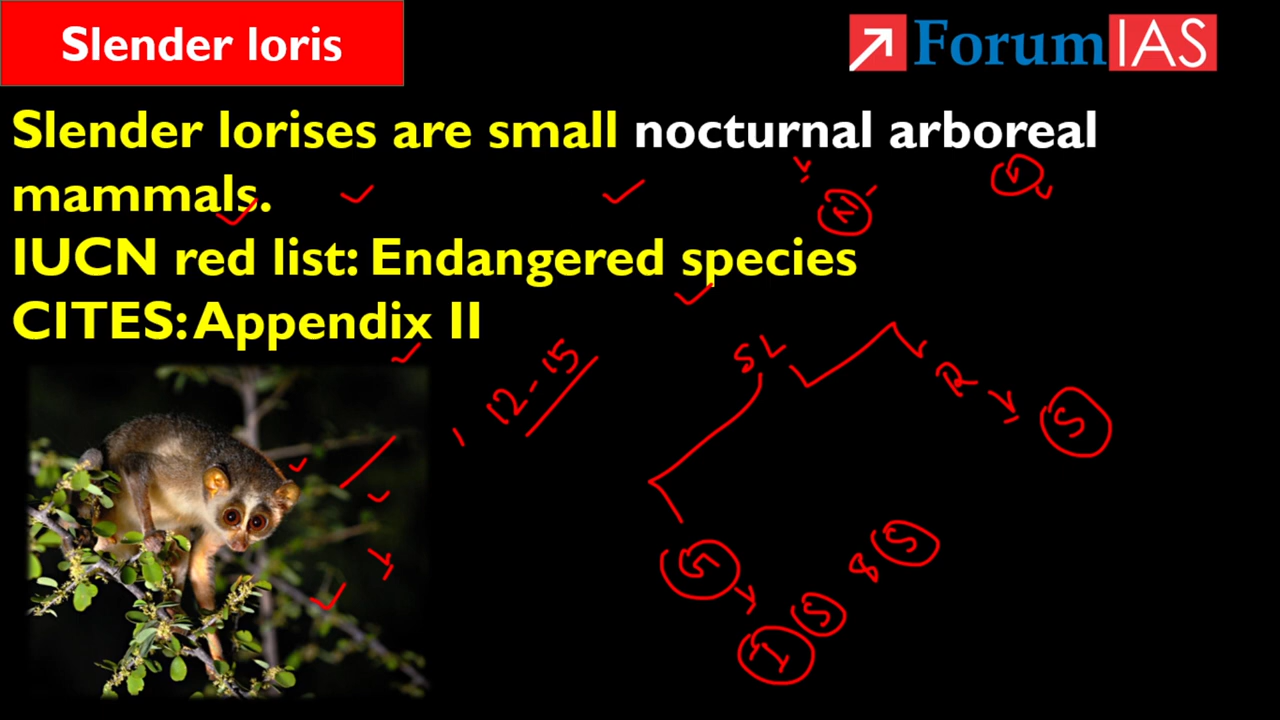 Slender loris
ForumIAS
Slender lorises are small nocturnal arboreal
mammals.
IUCN red list: Endangered species
CITES: Appendix II
N
12-15
SL
R
S
G
8 S
S
I